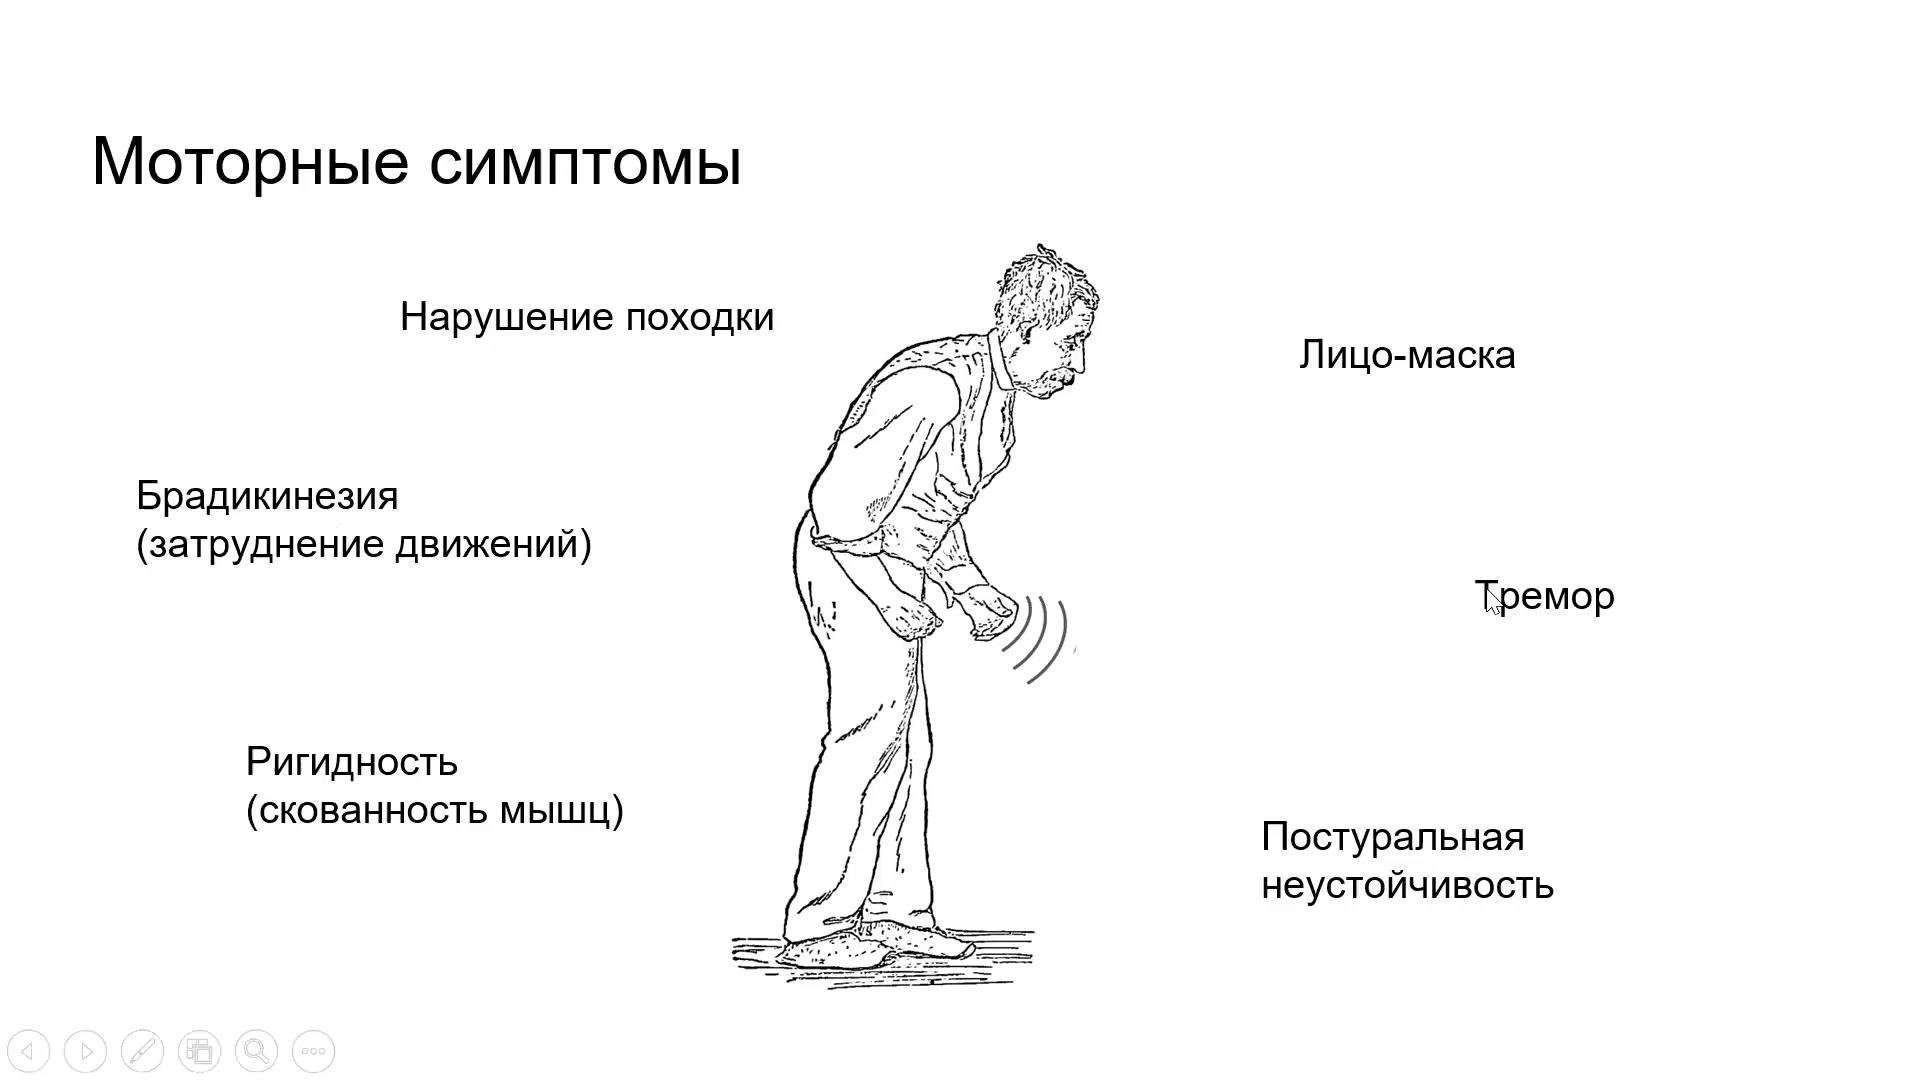 Моторные симптомы
Нарушение походки
Лицо-маска
Брадикинезия
(затруднение движений)
Тремор
Ригидность
(скованность мышц)
Постуральная
неустойчивость